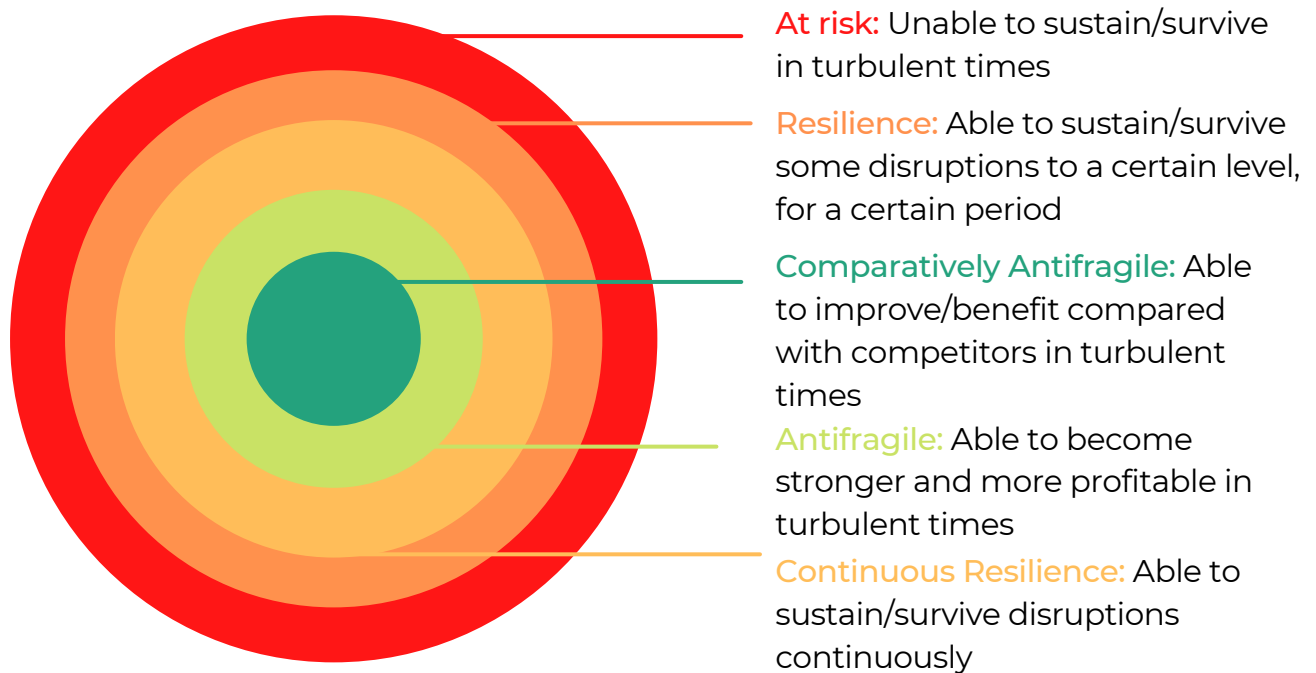 At risk: Unable to sustain/survive
in turbulent times
Resilience: Able to sustain/survive
some disruptions to a certain level,
for a certain period
Comparatively Antifragile: Able
to improve/benefit compared
with competitors in turbulent
times
Antifragile: Able to become
stronger and more profitable in
turbulent times
Continuous Resilience: Able to
sustain/survive disruptions
continuously